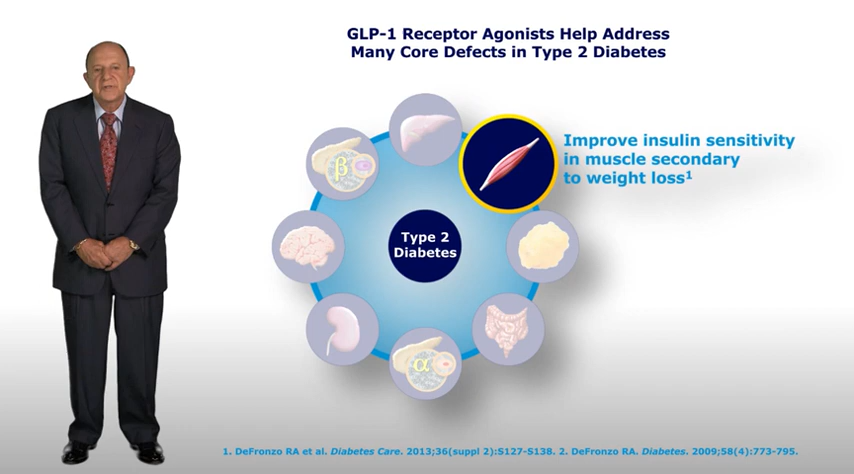 GLP-1 Receptor Agonists Help Address
Many Core Defects in Type 2 Diabetes
β
Improve insulin sensitivity
in muscle secondary
to weight loss¹
Type 2
Diabetes
α
1. DeFronzo RA et al. Diabetes Care. 2013;36(suppl 2):S127-S138. 2. DeFronzo RA. Diabetes. 2009;58(4):773-795.